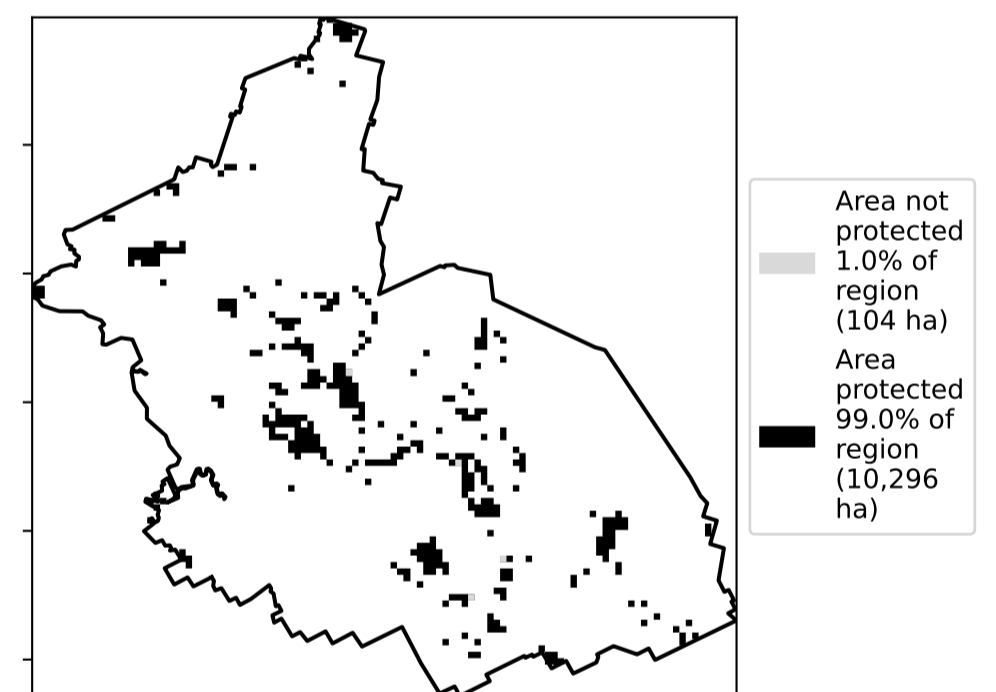 Area not
protected
1.0% of
region
(104 ha)
Area
protected
99.0% of
region
(10,296
ha)